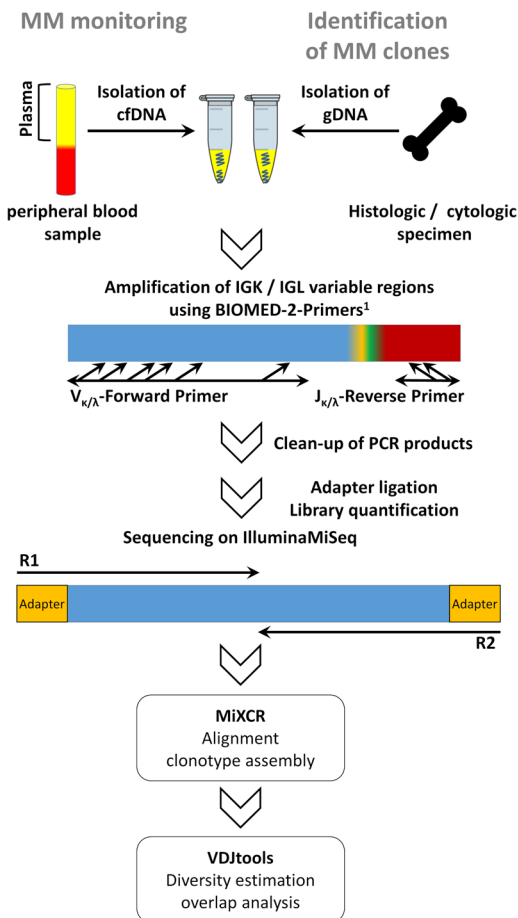 MM monitoring
Identification
of MM clones
Plasma
Isolation of
cfDNA
Isolation of
gDNA
peripheral blood
sample
Histologic / cytologic
specimen
Amplification of IGK / IGL variable regions
using BIOMED-2-Primers¹
Vκ/λ-Forward Primer
Jκ/λ-Reverse Primer
Clean-up of PCR products
Adapter ligation
Library quantification
Sequencing on IlluminaMiSeq
R1
Adapter
Adapter
R2
MiXCR
Alignment
clonotype assembly
VDJtools
Diversity estimation
overlap analysis